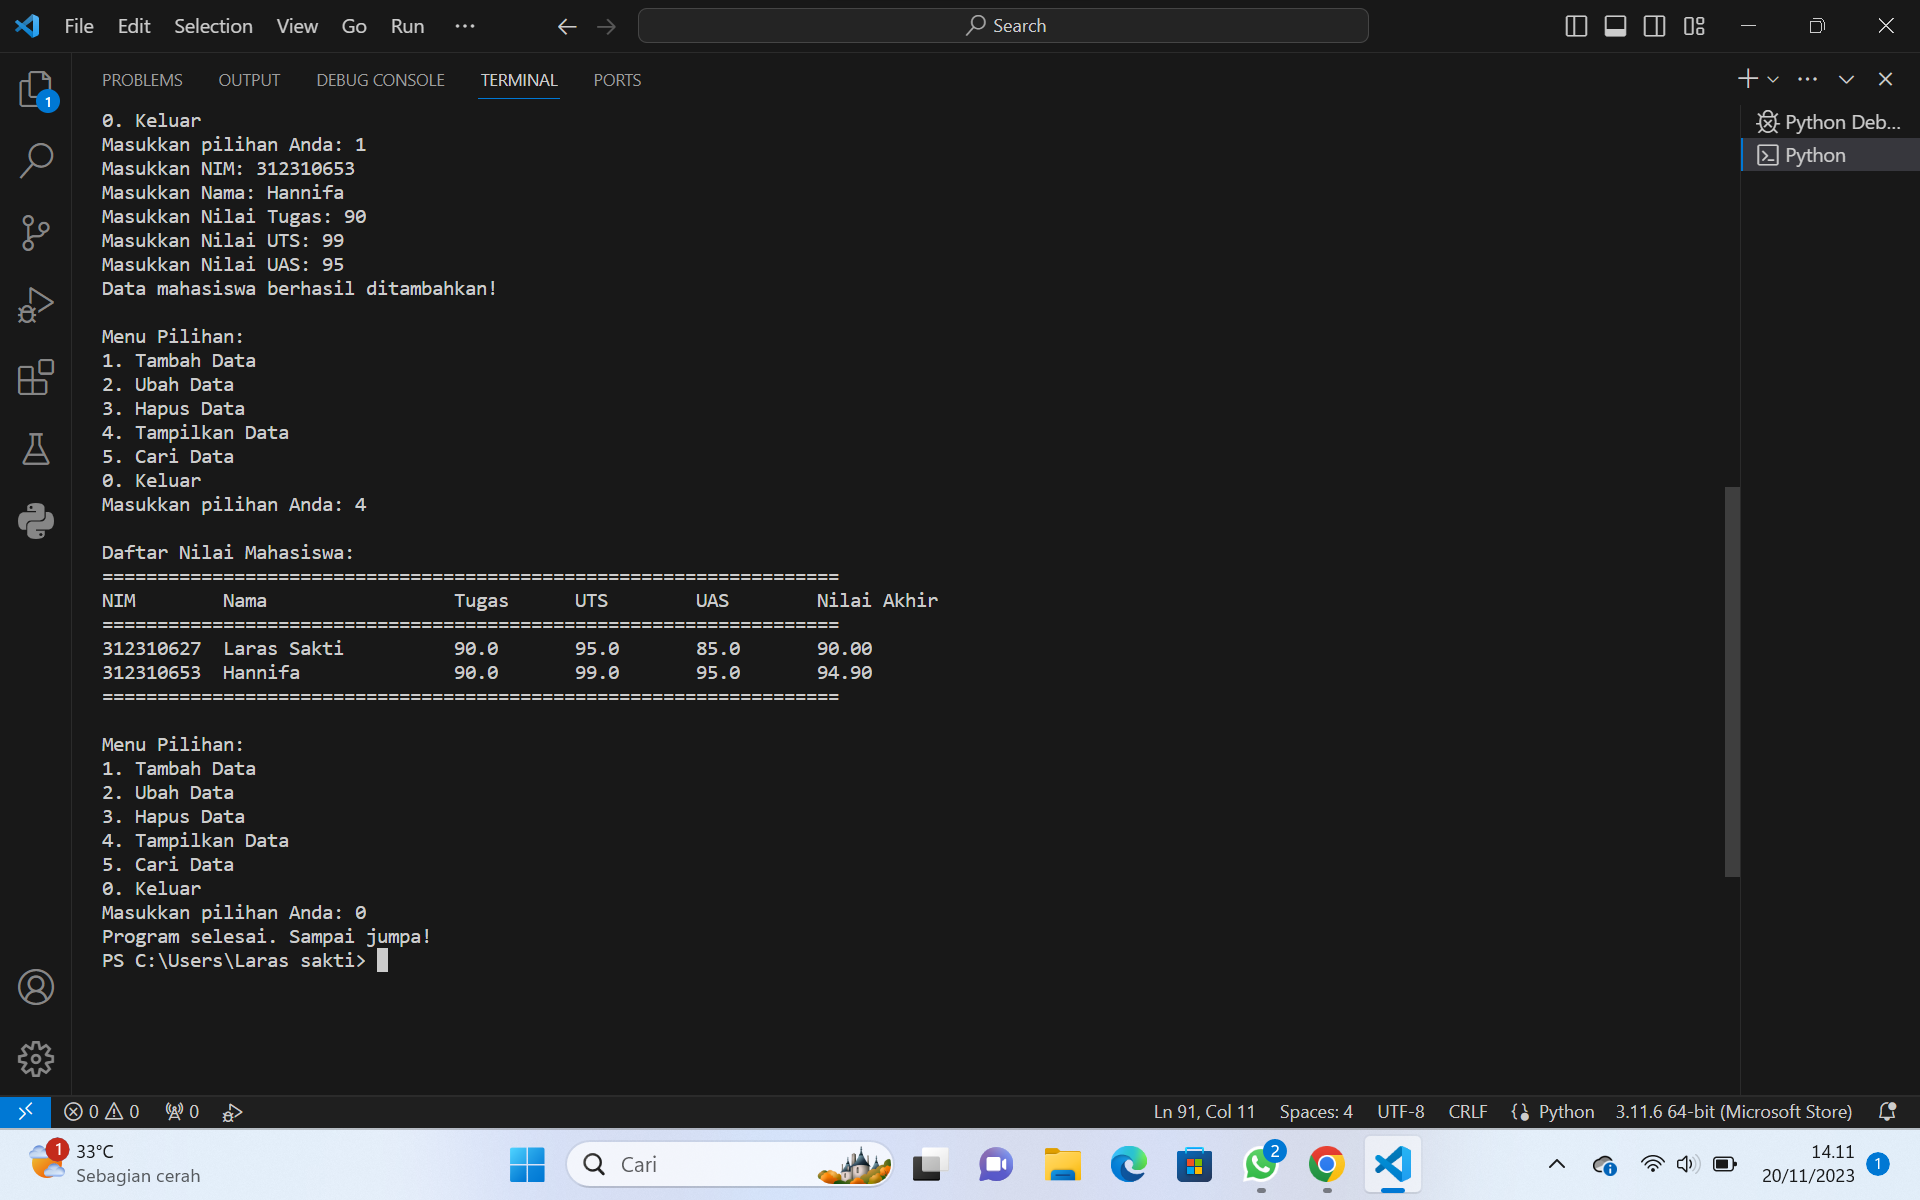 File Edit Selection View Go Run ··· Search
PROBLEMS OUTPUT DEBUG CONSOLE TERMINAL PORTS
1
Python Deb...
Python
0. Keluar
Masukkan pilihan Anda: 1
Masukkan NIM: 312310653
Masukkan Nama: Hannifa
Masukkan Nilai Tugas: 90
Masukkan Nilai UTS: 99
Masukkan Nilai UAS: 95
Data mahasiswa berhasil ditambahkan!
Menu Pilihan:
1. Tambah Data
2. Ubah Data
3. Hapus Data
4. Tampilkan Data
5. Cari Data
0. Keluar
Masukkan pilihan Anda: 4
Daftar Nilai Mahasiswa:
===================================================================
NIM Nama Tugas UTS UAS Nilai Akhir
===================================================================
312310627 Laras Sakti 90.0 95.0 85.0 90.00
312310653 Hannifa 90.0 99.0 95.0 94.90
===================================================================
Menu Pilihan:
1. Tambah Data
2. Ubah Data
3. Hapus Data
4. Tampilkan Data
5. Cari Data
0. Keluar
Masukkan pilihan Anda: 0
Program selesai. Sampai jumpa!
PS C:\Users\Laras sakti>
0 0 0 Ln 91, Col 11 Spaces: 4 UTF-8 CRLF {} Python 3.11.6 64-bit (Microsoft Store)
1 33°C
Sebagian cerah
Cari
2
14.11
20/11/2023
1